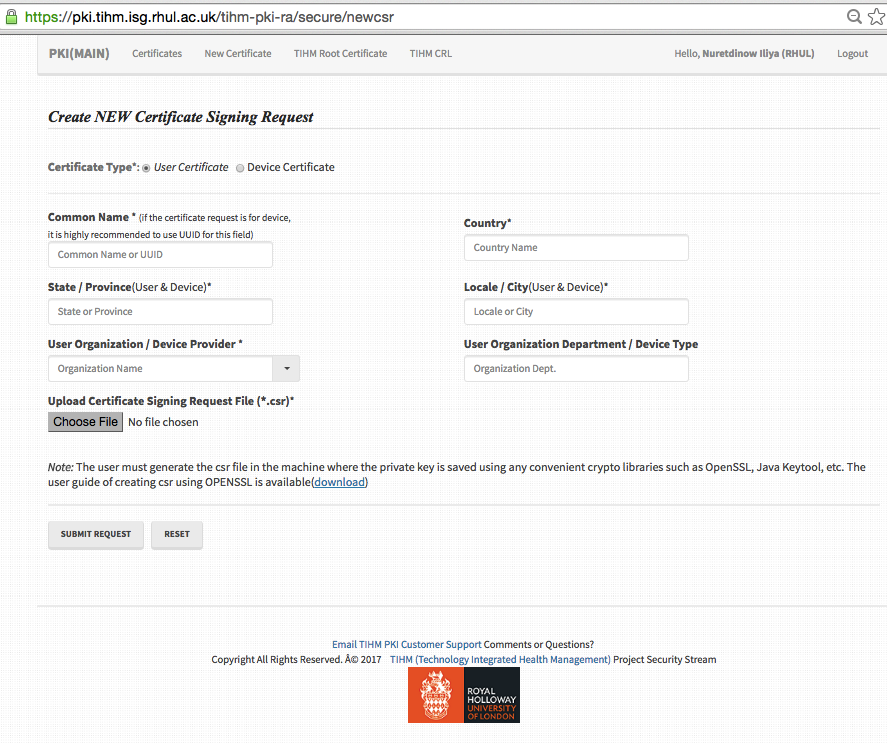 https://pki.tihm.isg.rhul.ac.uk/tihm-pki-ra/secure/newcsr
PKI(MAIN) Certificates New Certificate TIHM Root Certificate TIHM CRL Hello, Nuretdinow Iliya (RHUL) Logout
Create NEW Certificate Signing Request
Certificate Type*: User Certificate Device Certificate
Common Name * (if the certificate request is for device,
it is highly recommended to use UUID for this field)
Common Name or UUID
Country*
Country Name
State / Province(User & Device)*
State or Province
Locale / City(User & Device)*
Locale or City
User Organization / Device Provider *
Organization Name
User Organization Department / Device Type
Organization Dept.
Upload Certificate Signing Request File (*.csr)*
Choose File No file chosen
Note: The user must generate the csr file in the machine where the private key is saved using any convenient crypto libraries such as OpenSSL, Java Keytool, etc. The
user guide of creating csr using OPENSSL is available(download)
SUBMIT REQUEST RESET
Email TIHM PKI Customer Support Comments or Questions?
Copyright All Rights Reserved. Â© 2017 TIHM (Technology Integrated Health Management) Project Security Stream
ROYAL
HOLLOWAY
UNIVERSITY
OF LONDON